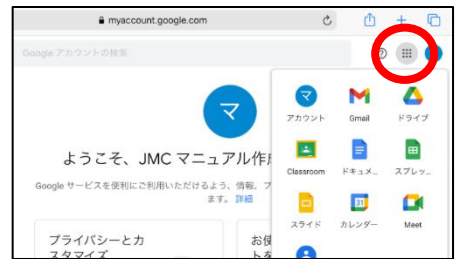 myaccount.google.com
Google アカウントの検索
マ
アカウント
Gmail
ドライブ
Classroom
ドキュメ...
スプレッ...
スライド
31
カレンダー
Meet
マ
ようこそ、JMC マニュアル作
Google サービスを便利にご利用いただけるよう、情報、プ
ます。詳細
プライバシーとカ
スタマイズ
お使